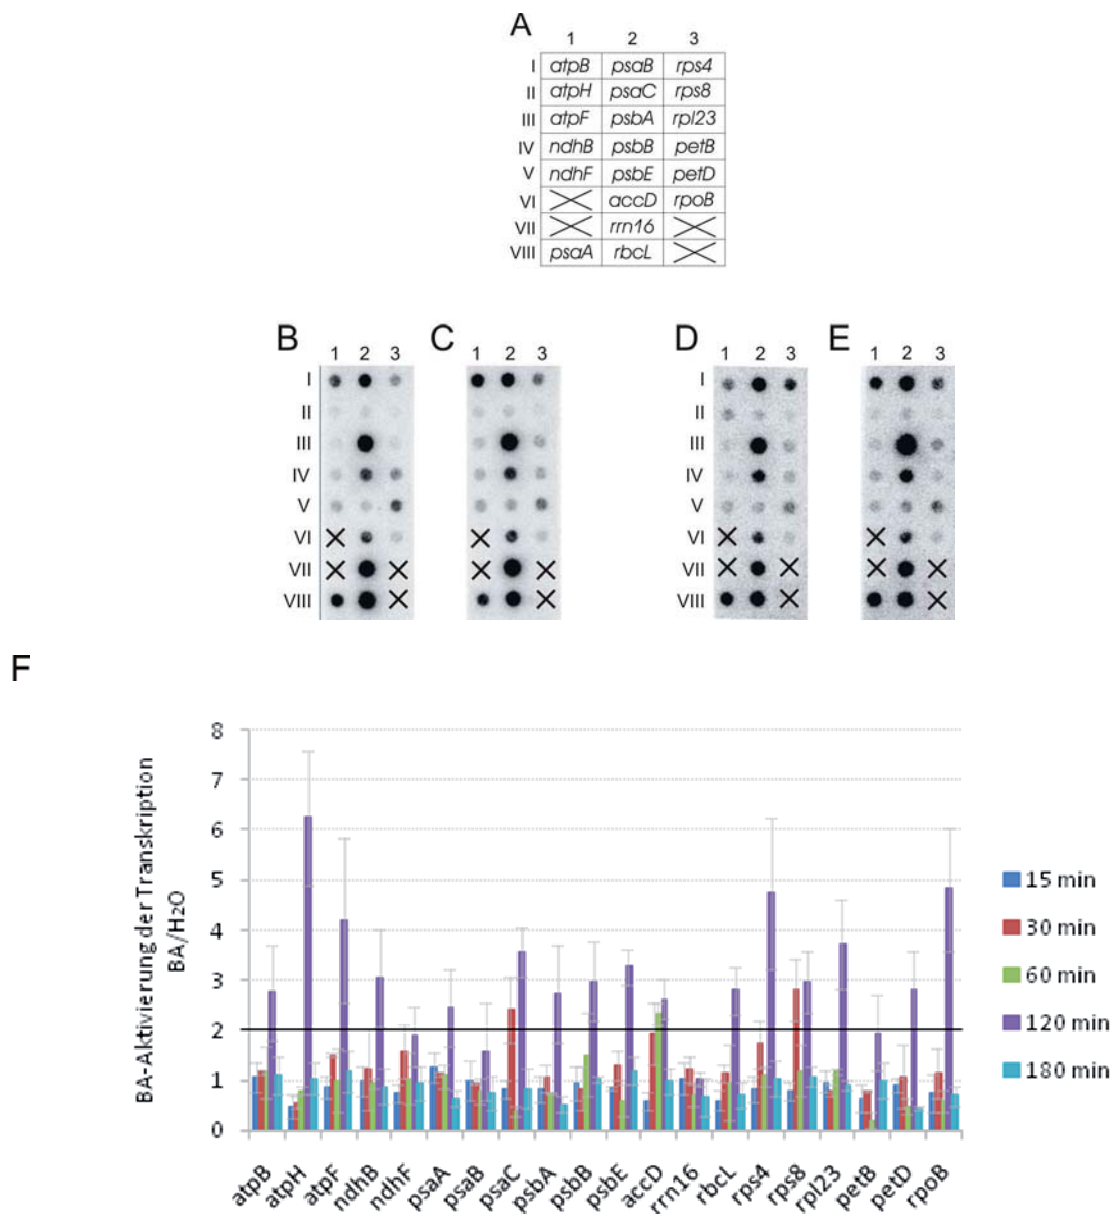 A
1 2 3
I atpB psaB rps4
II atpH psaC rps8
III atpF psbA rpl23
IV ndhB psbB petB
V ndhF psbE petD
VI accD rpoB
VII rrn16
VIII psaA rbcL
B 1 2 3 C 1 2 3 D 1 2 3 E 1 2 3
I I
II II
III III
IV IV
V V
VI VI
VII VII
VIII VIII
F
BA-Aktivierung der Transkription
BA/H2O
8
7
6
5
4
3
2
1
0
atpB atpH atpF ndhB ndhF psaA psaB psaC psbA psbB psbE accD rrn16 rbcL rps4 rps8 rpl23 petB petD rpoB
15 min
30 min
60 min
120 min
180 min